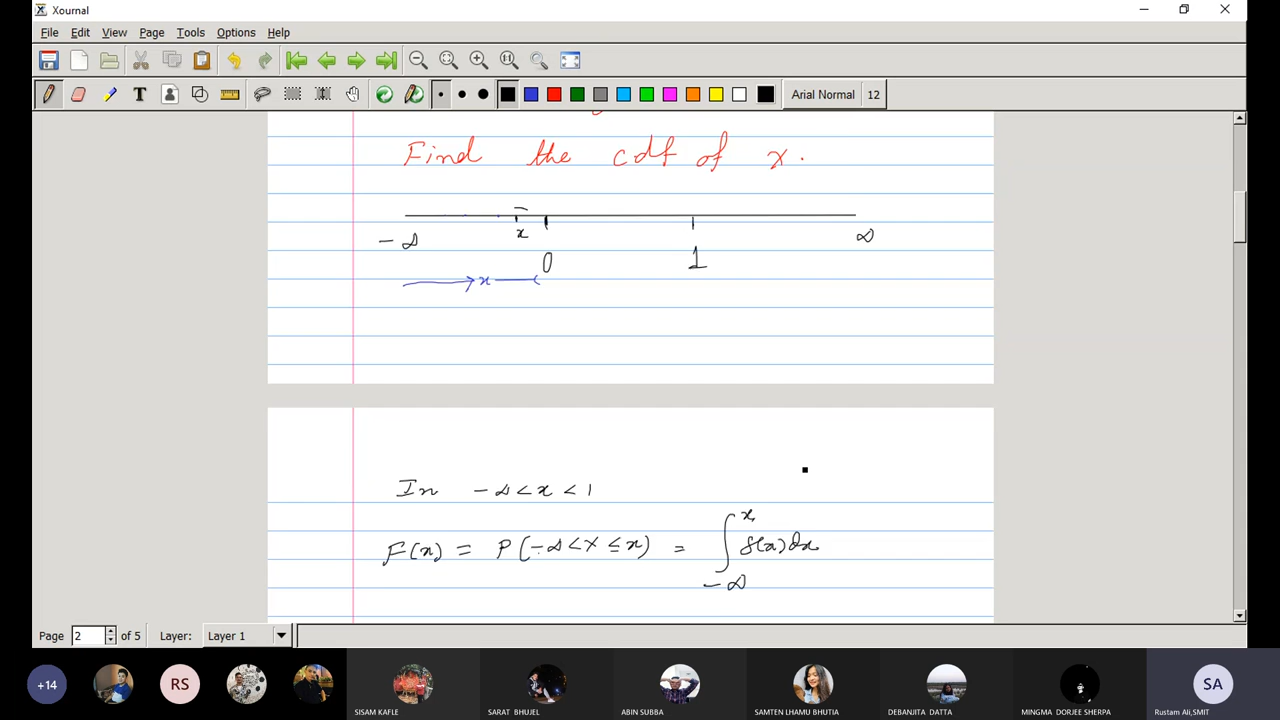 Xournal
File Edit View Page Tools Options Help
Arial Normal 12
Find the cdf of x.
x
-∞ 0 1 ∞
x
In -∞ < x < 1
F(x) = P(-∞ < X ≤ x) = ∫_{-∞}^{x} f(x) dx
Page 2 of 5 Layer: Layer 1
+14 RS SA
SISAM KAFLE SARAT BHUJEL ABIN SUBBA SAMTEN LHAMU BHUTIA DEBANJITA DATTA MINGMA DORJEE SHERPA Rustam Ali,SMIT